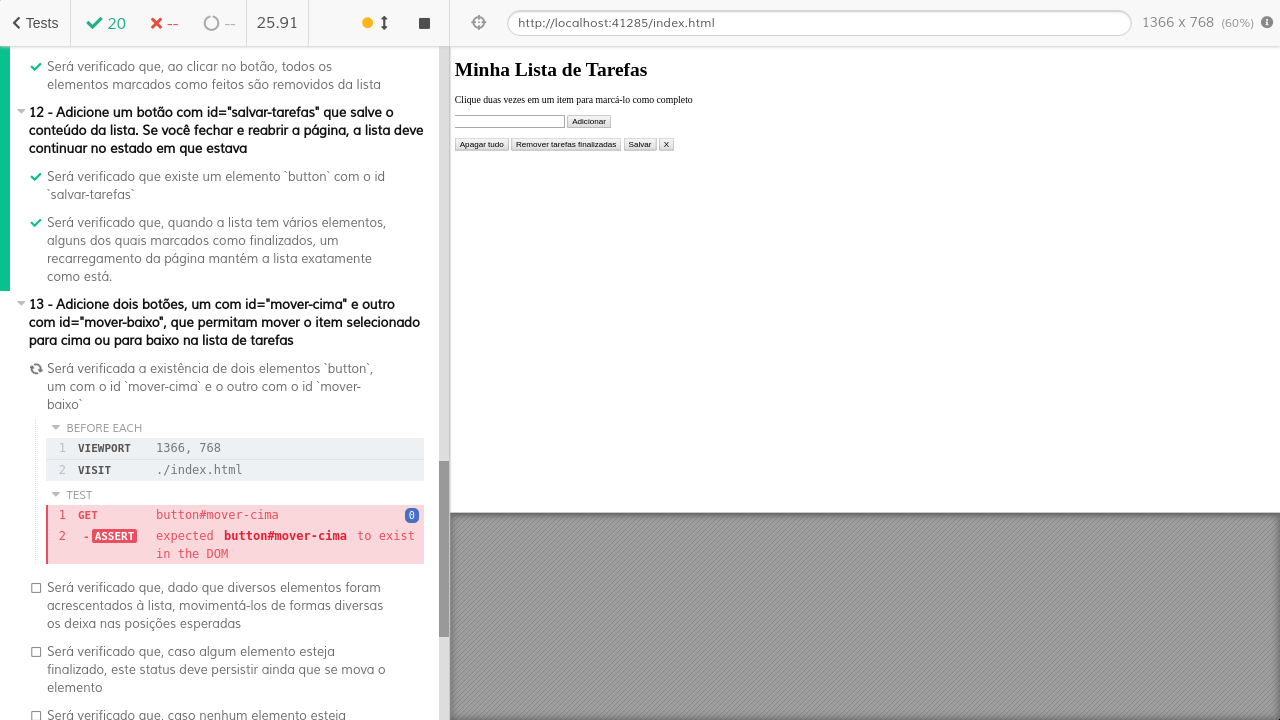 Tests
20
--
--
25.91
http://localhost:41285/index.html
1366 x 768 (60%)
Será verificado que, ao clicar no botão, todos os
elementos marcados como feitos são removidos da lista
12 - Adicione um botão com id="salvar-tarefas" que salve o
conteúdo da lista. Se você fechar e reabrir a página, a lista deve
continuar no estado em que estava
Será verificado que existe um elemento `button` com o id
`salvar-tarefas`
Será verificado que, quando a lista tem vários elementos,
alguns dos quais marcados como finalizados, um
recarregamento da página mantém a lista exatamente
como está.
13 - Adicione dois botões, um com id="mover-cima" e outro
com id="mover-baixo", que permitam mover o item selecionado
para cima ou para baixo na lista de tarefas
Será verificada a existência de dois elementos `button`,
um com o id `mover-cima` e o outro com o id `mover-
baixo`
BEFORE EACH
1 VIEWPORT 1366, 768
2 VISIT ./index.html
TEST
1 GET button#mover-cima 0
2 -ASSERT expected button#mover-cima to exist
in the DOM
Será verificado que, dado que diversos elementos foram
acrescentados à lista, movimentá-los de formas diversas
os deixa nas posições esperadas
Será verificado que, caso algum elemento esteja
finalizado, este status deve persistir ainda que se mova o
elemento
Será verificado que, caso nenhum elemento esteja
Minha Lista de Tarefas
Clique duas vezes em um item para marcá-lo como completo
Adicionar
Apagar tudo Remover tarefas finalizadas Salvar X